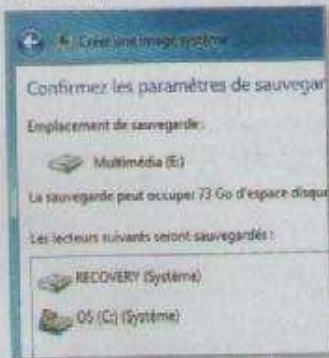 Créer une image système
Confirmez les paramètres de sauvegar
Emplacement de sauvegarde :
Multimédia (E:)
La sauvegarde peut occuper 73 Go d'espace disque
Les lecteurs suivants seront sauvegardés :
RECOVERY (Système)
OS (C:) (Système)